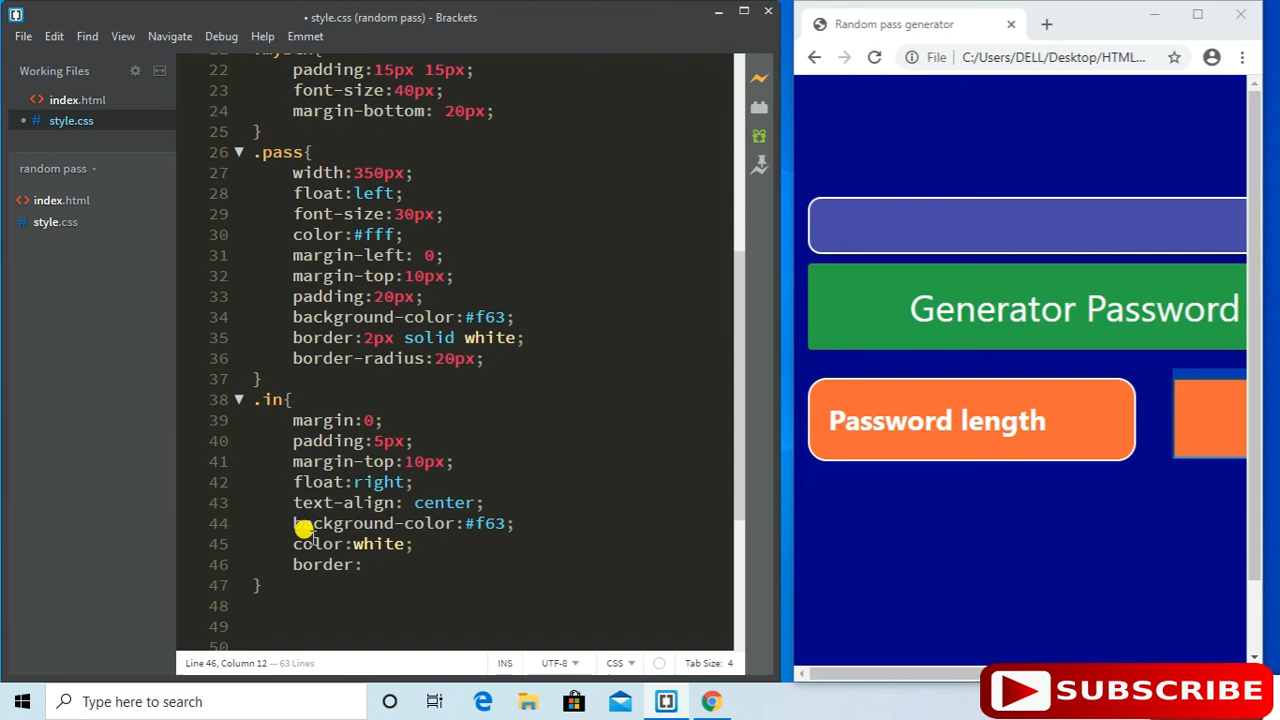 • style.css (random pass) - Brackets
File Edit Find View Navigate Debug Help Emmet
Working Files
index.html
• # style.css
random pass
index.html
style.css
22 padding:15px 15px;
23 font-size:40px;
24 margin-bottom: 20px;
25 }
26 .pass{
27 width:350px;
28 float:left;
29 font-size:30px;
30 color:#fff;
31 margin-left: 0;
32 margin-top:10px;
33 padding:20px;
34 background-color:#f63;
35 border:2px solid white;
36 border-radius:20px;
37 }
38 .in{
39 margin:0;
40 padding:5px;
41 margin-top:10px;
42 float:right;
43 text-align: center;
44 background-color:#f63;
45 color:white;
46 border:
47 }
48
49
50
Line 46, Column 12 — 63 Lines
INS UTF-8 CSS Tab Size: 4
Random pass generator
File C:/Users/DELL/Desktop/HTML...
Generator Password
Password length
Type here to search
SUBSCRIBE